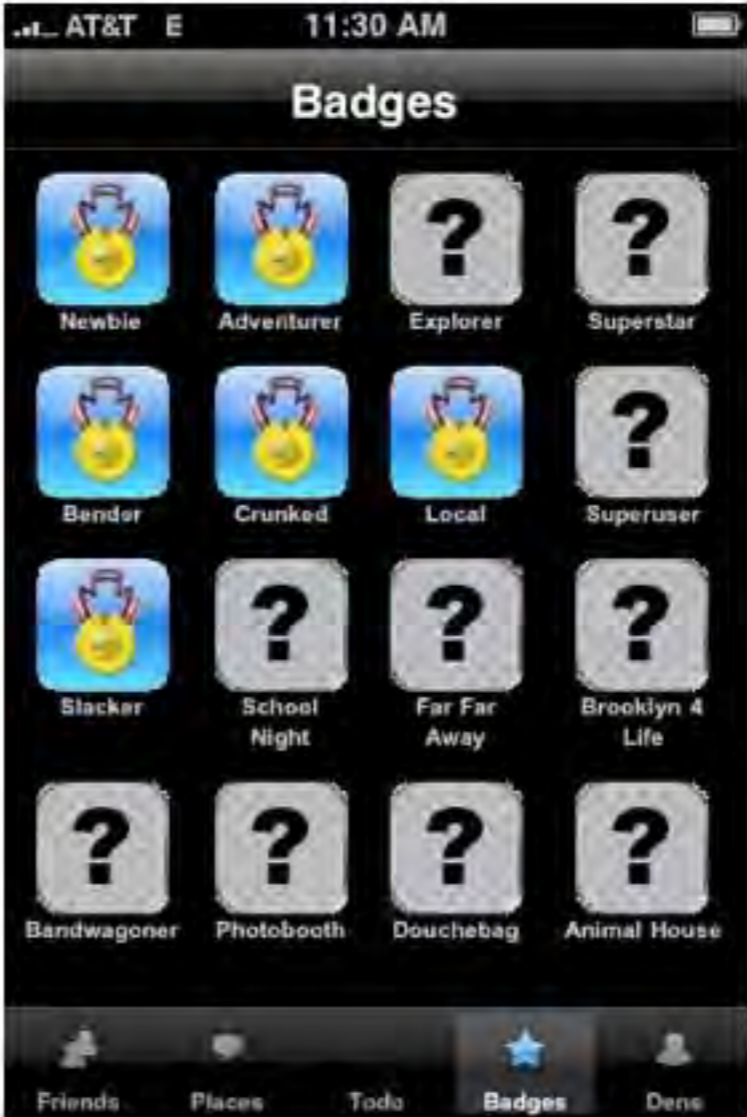 AT&T E 11:30 AM
Badges
Newbie Adventurer Explorer Superstar
Bender Crunked Local Superuser
Slacker School Night Far Far Away Brooklyn 4 Life
Bandwagoner Photobooth Douchebag Animal House
Friends Places Todo Badges Dens